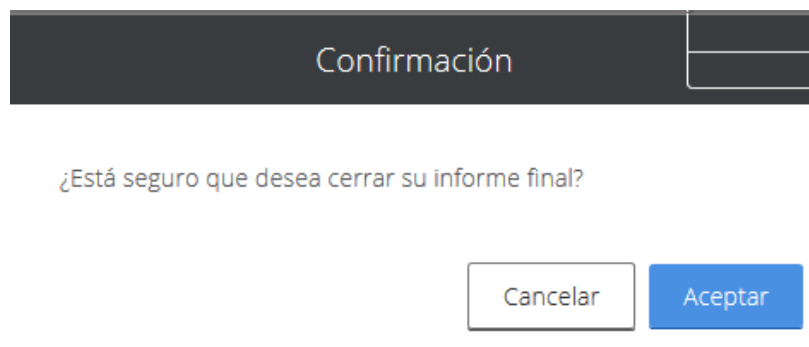 Confirmación
¿Está seguro que desea cerrar su informe final?
Cancelar
Aceptar